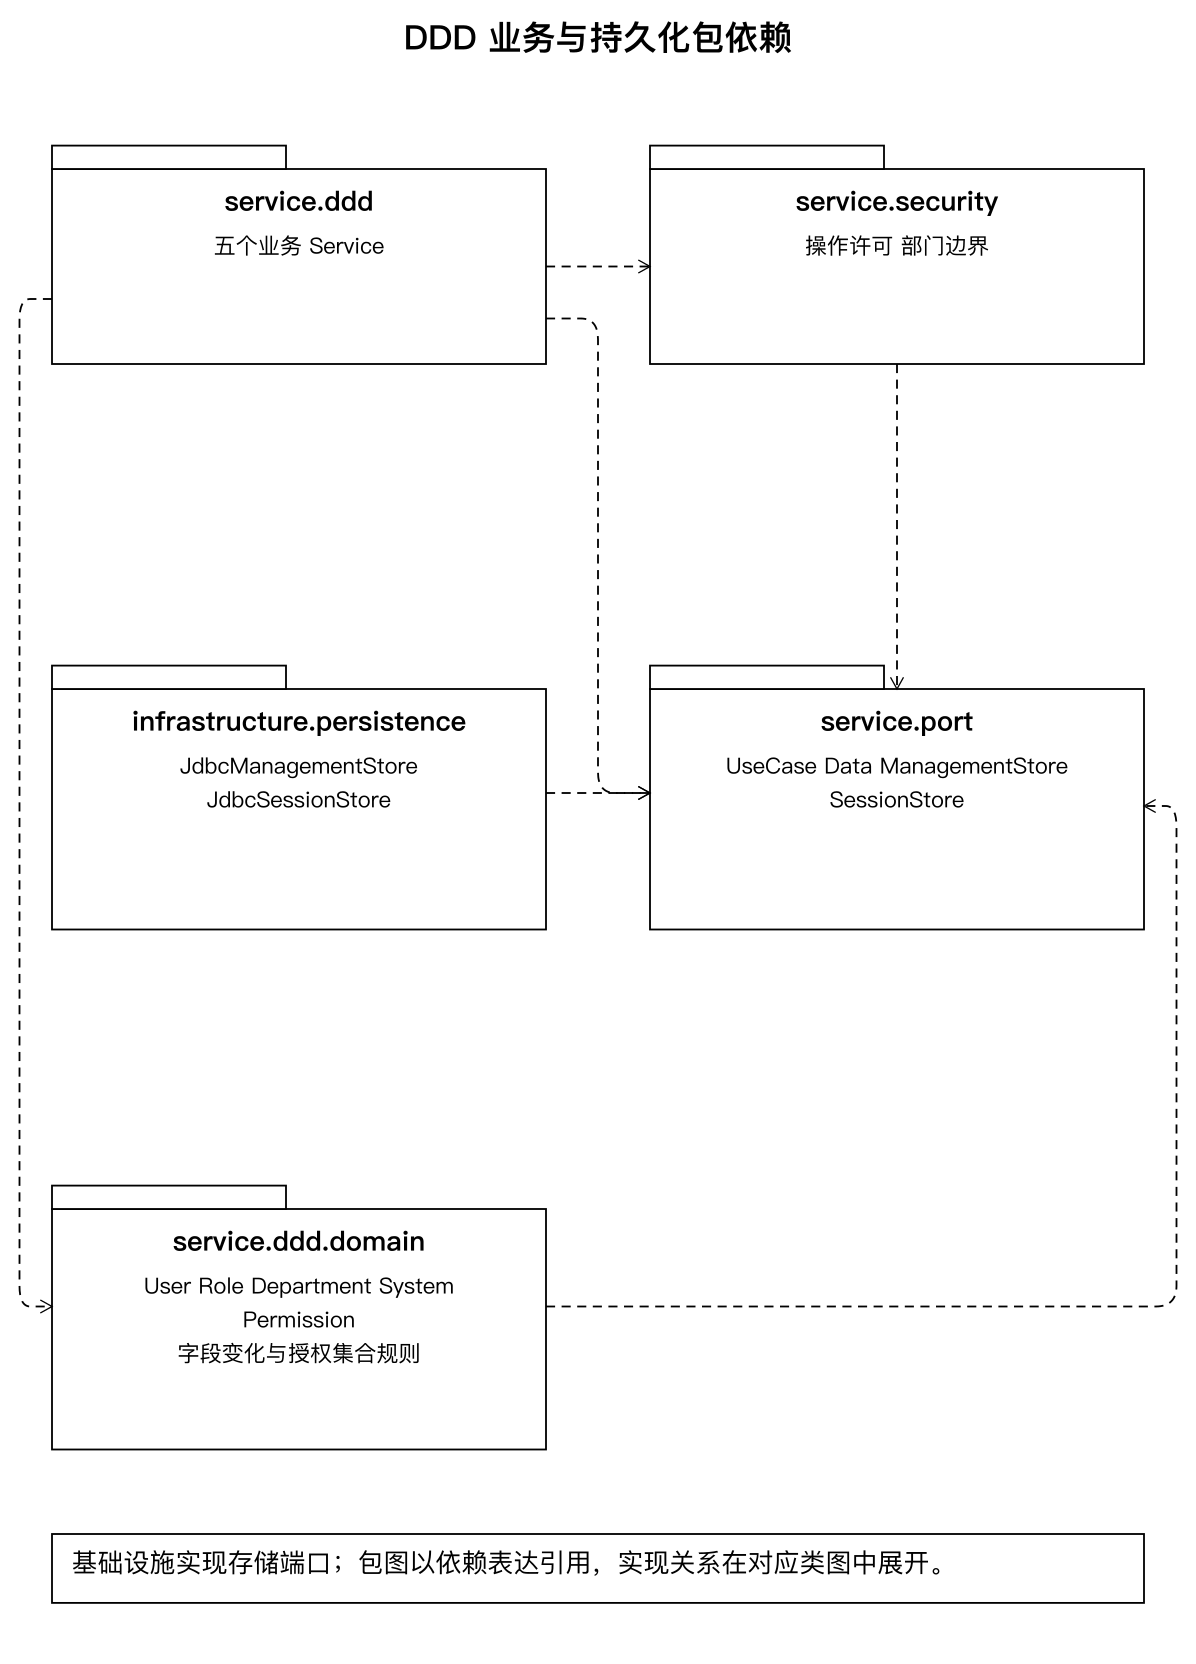 DDD 业务与持久化包依赖
service.ddd
五个业务 Service
service.security
操作许可 部门边界
infrastructure.persistence
JdbcManagementStore
JdbcSessionStore
service.port
UseCase Data ManagementStore
SessionStore
service.ddd.domain
User Role Department System
Permission
字段变化与授权集合规则
基础设施实现存储端口；包图以依赖表达引用，实现关系在对应类图中展开。